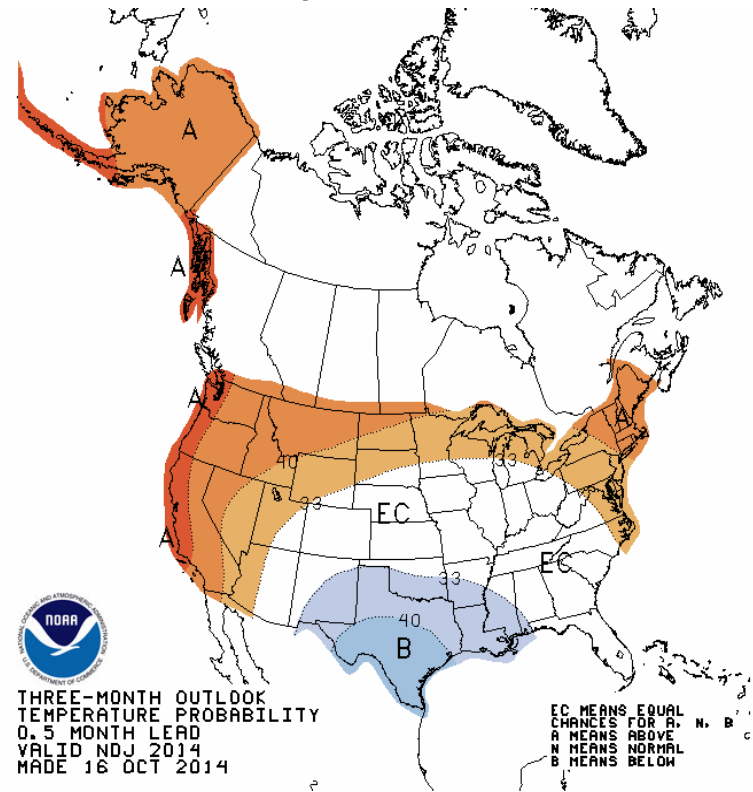 A
A
A
A
A
40
33
33
EC
EC
33
40
B
NATIONAL OCEANIC AND ATMOSPHERIC ADMINISTRATION
NOAA
U.S. DEPARTMENT OF COMMERCE
THREE-MONTH OUTLOOK
TEMPERATURE PROBABILITY
0.5 MONTH LEAD
VALID NDJ 2014
MADE 16 OCT 2014
EC MEANS EQUAL
CHANCES FOR A, N, B
A MEANS ABOVE
N MEANS NORMAL
B MEANS BELOW